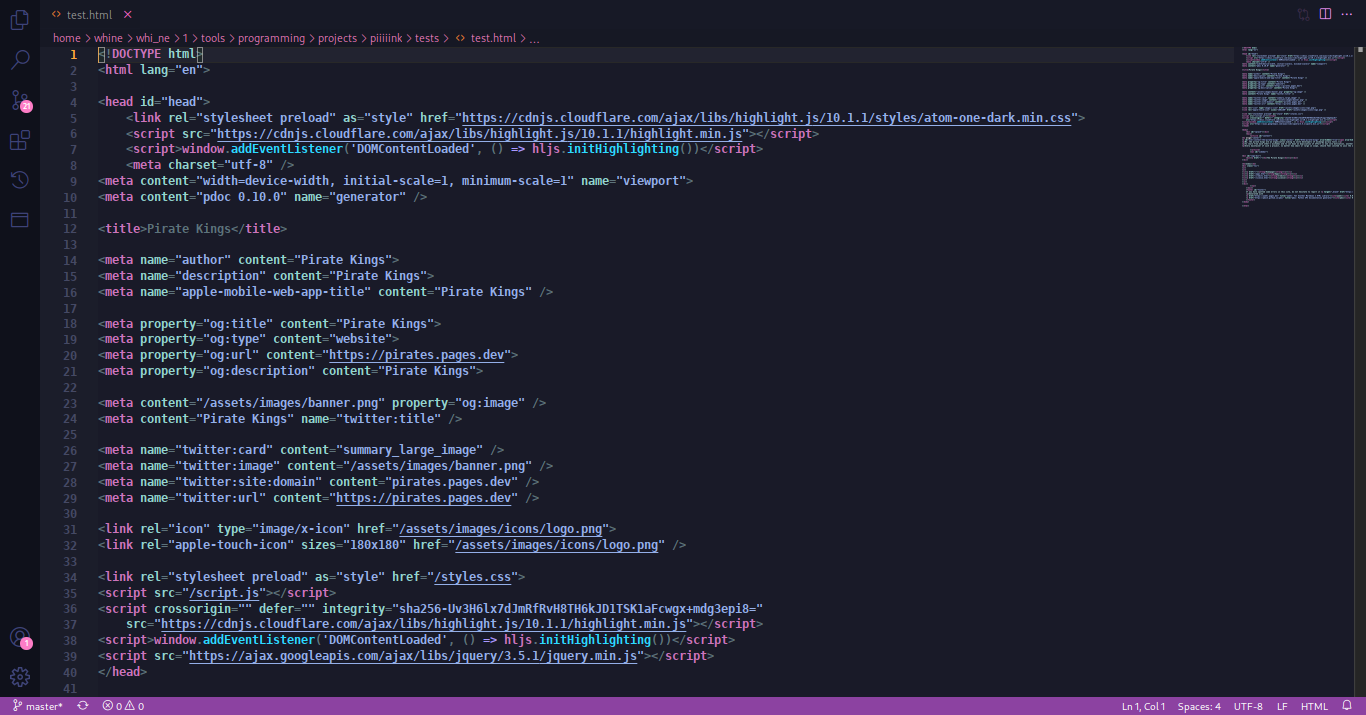 test.html
home > whine > whi_ne > 1 > tools > programming > projects > piiiiink > tests > <> test.html > ...
1 <!DOCTYPE html>
2 <html lang="en">
3
4 <head id="head">
5 <link rel="stylesheet preload" as="style" href="https://cdnjs.cloudflare.com/ajax/libs/highlight.js/10.1.1/styles/atom-one-dark.min.css">
6 <script src="https://cdnjs.cloudflare.com/ajax/libs/highlight.js/10.1.1/highlight.min.js"></script>
7 <script>window.addEventListener('DOMContentLoaded', () => hljs.initHighlighting())</script>
8 <meta charset="utf-8" />
9 <meta content="width=device-width, initial-scale=1, minimum-scale=1" name="viewport">
10 <meta content="pdoc 0.10.0" name="generator" />
11
12 <title>Pirate Kings</title>
13
14 <meta name="author" content="Pirate Kings">
15 <meta name="description" content="Pirate Kings">
16 <meta name="apple-mobile-web-app-title" content="Pirate Kings" />
17
18 <meta property="og:title" content="Pirate Kings">
19 <meta property="og:type" content="website">
20 <meta property="og:url" content="https://pirates.pages.dev">
21 <meta property="og:description" content="Pirate Kings">
22
23 <meta content="/assets/images/banner.png" property="og:image" />
24 <meta content="Pirate Kings" name="twitter:title" />
25
26 <meta name="twitter:card" content="summary_large_image" />
27 <meta name="twitter:image" content="/assets/images/banner.png" />
28 <meta name="twitter:site:domain" content="pirates.pages.dev" />
29 <meta name="twitter:url" content="https://pirates.pages.dev" />
30
31 <link rel="icon" type="image/x-icon" href="/assets/images/icons/logo.png">
32 <link rel="apple-touch-icon" sizes="180x180" href="/assets/images/icons/logo.png" />
33
34 <link rel="stylesheet preload" as="style" href="/styles.css">
35 <script src="/script.js"></script>
36 <script crossorigin="" defer="" integrity="sha256-Uv3H6lx7dJmRfRvH8TH6kJD1TSK1aFcwgx+mdg3epi8="
37 src="https://cdnjs.cloudflare.com/ajax/libs/highlight.js/10.1.1/highlight.min.js"></script>
38 <script>window.addEventListener('DOMContentLoaded', () => hljs.initHighlighting())</script>
39 <script src="https://ajax.googleapis.com/ajax/libs/jquery/3.5.1/jquery.min.js"></script>
40 </head>
41
21
1
master* 0 0 Ln 1, Col 1 Spaces: 4 UTF-8 LF HTML